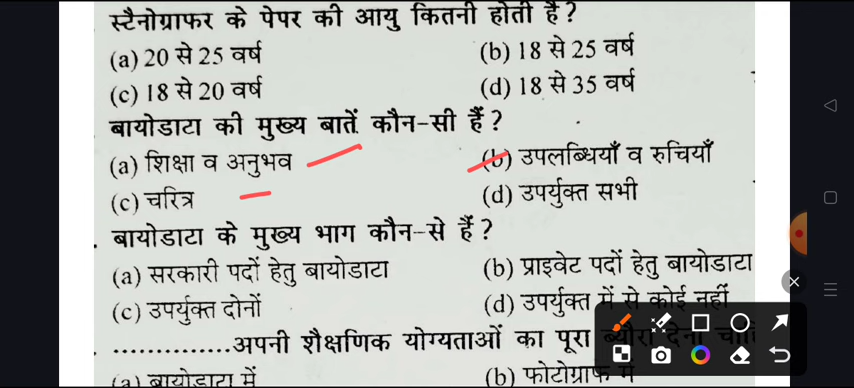 स्टैनोग्राफर के पेपर की आयु कितनी होती है?
(a) 20 से 25 वर्ष (b) 18 से 25 वर्ष
(c) 18 से 20 वर्ष (d) 18 से 35 वर्ष
बायोडाटा की मुख्य बातें कौन-सी हैं?
(a) शिक्षा व अनुभव (b) उपलब्धियाँ व रुचियाँ
(c) चरित्र (d) उपर्युक्त सभी
. बायोडाटा के मुख्य भाग कौन-से हैं?
(a) सरकारी पदों हेतु बायोडाटा (b) प्राइवेट पदों हेतु बायोडाटा
(c) उपर्युक्त दोनों (d) उपर्युक्त में से कोई नहीं
. ..............अपनी शैक्षणिक योग्यताओं का पूरा ब्यौरा देना
(a) बायोडाटा में (b) फोटोग्राफ में